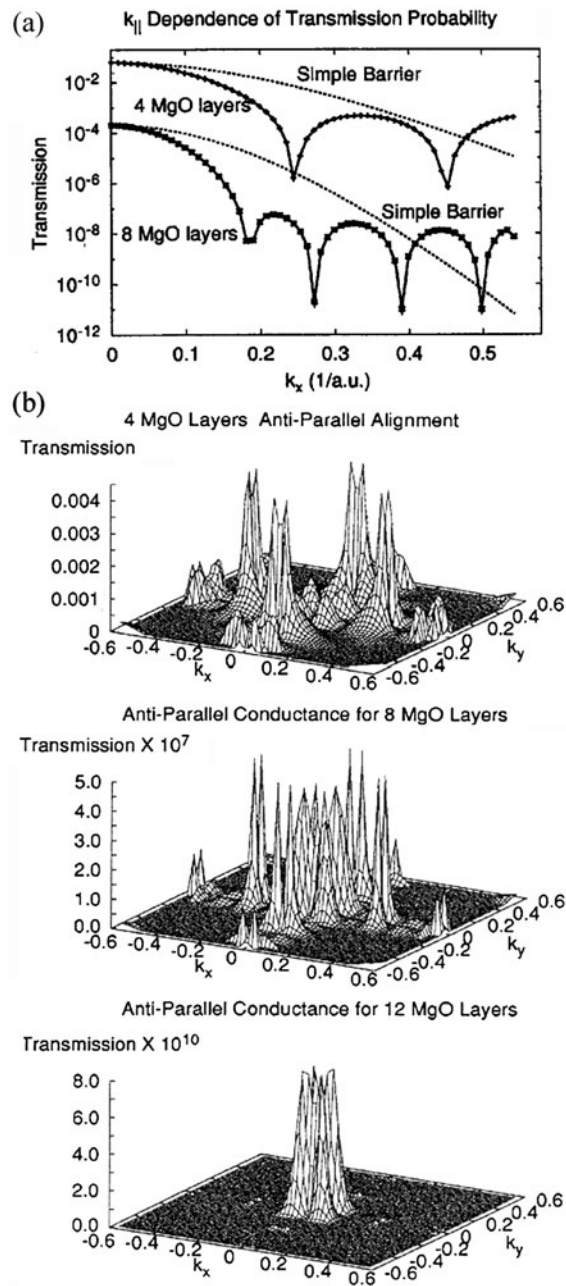 (a)
k|| Dependence of Transmission Probability
Transmission
10-2
10-4
10-6
10-8
10-10
10-12
Simple Barrier
4 MgO layers
Simple Barrier
8 MgO layers
0 0.1 0.2 0.3 0.4 0.5
kx (1/a.u.)
(b)
4 MgO Layers Anti-Parallel Alignment
Transmission
0.004
0.003
0.002
0.001
0
-0.6 -0.4 -0.2 0 0.2 0.4 0.6
kx
-0.6 -0.4 -0.2 0 0.2 0.4 0.6
ky
Anti-Parallel Conductance for 8 MgO Layers
Transmission X 107
5.0
4.0
3.0
2.0
1.0
0.0
-0.6 -0.4 -0.2 0 0.2 0.4 0.6
kx
-0.6 -0.4 -0.2 0 0.2 0.4 0.6
ky
Anti-Parallel Conductance for 12 MgO Layers
Transmission X 1010
8.0
6.0
4.0
2.0
0.0
-0.6 -0.4 -0.2 0 0.2 0.4 0.6
kx
-0.6 -0.4 -0.2 0 0.2 0.4 0.6
ky